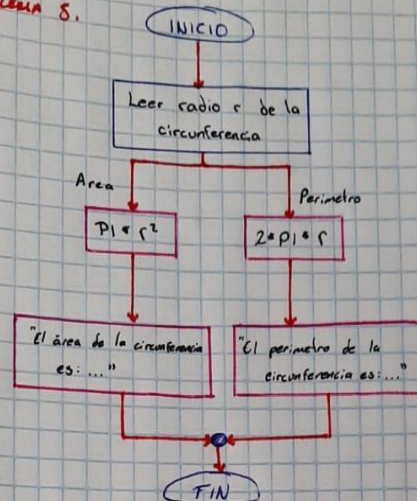 8.
INICIO
Leer radio r de la
circunferencia
Area
Perimetro
PI * r²
2 * PI * r
"El área de la circunferencia
es: ..."
"El perimetro de la
circunferencia es: ..."
FIN